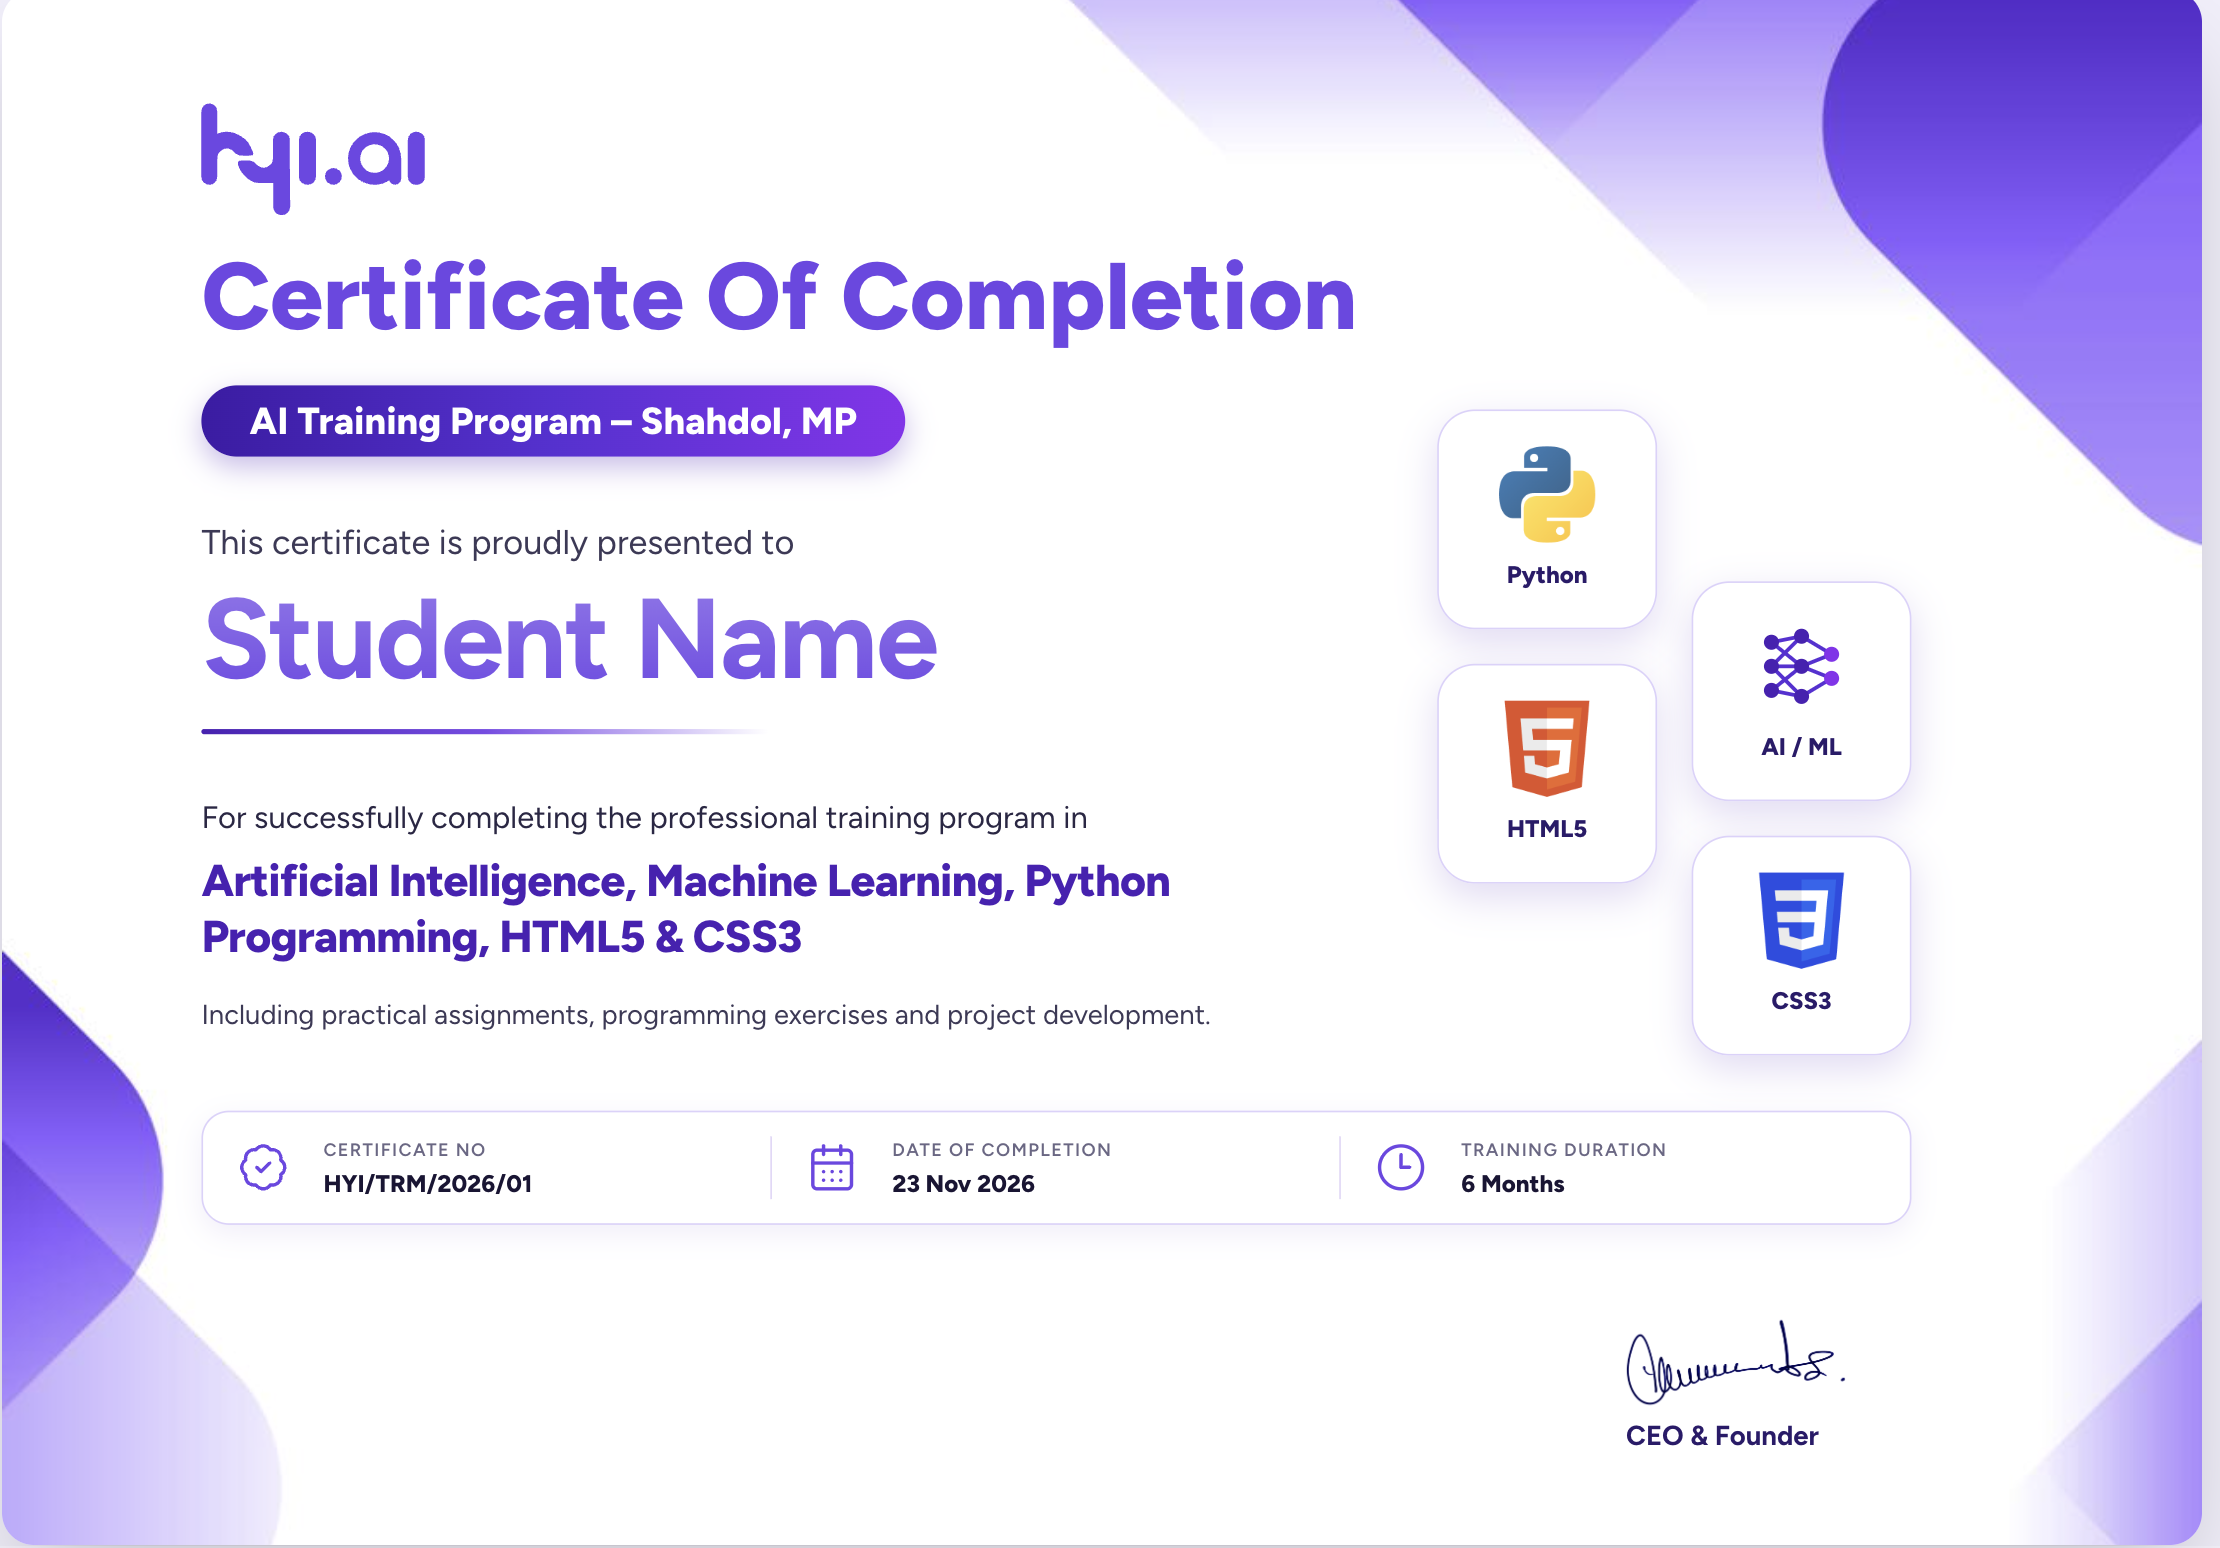 hyi.ai
Certificate Of Completion
AI Training Program – Shahdol, MP
This certificate is proudly presented to
Student Name
For successfully completing the professional training program in
Artificial Intelligence, Machine Learning, Python
Programming, HTML5 & CSS3
Including practical assignments, programming exercises and project development.
Python
AI / ML
HTML5
CSS3
CERTIFICATE NO
HYI/TRM/2026/01
DATE OF COMPLETION
23 Nov 2026
TRAINING DURATION
6 Months
CEO & Founder